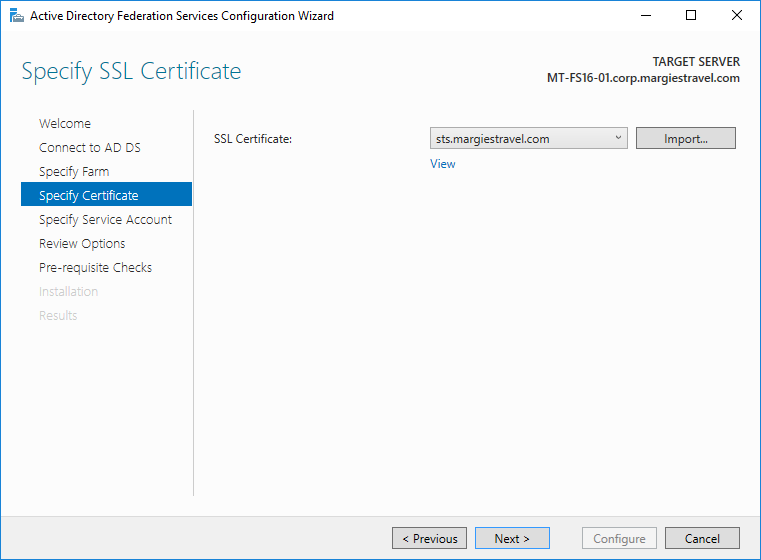 Active Directory Federation Services Configuration Wizard
Specify SSL Certificate
TARGET SERVER
MT-FS16-01.corp.margiestravel.com
Welcome
Connect to AD DS
Specify Farm
Specify Certificate
Specify Service Account
Review Options
Pre-requisite Checks
Installation
Results
SSL Certificate:
sts.margiestravel.com
Import...
View
< Previous
Next >
Configure
Cancel